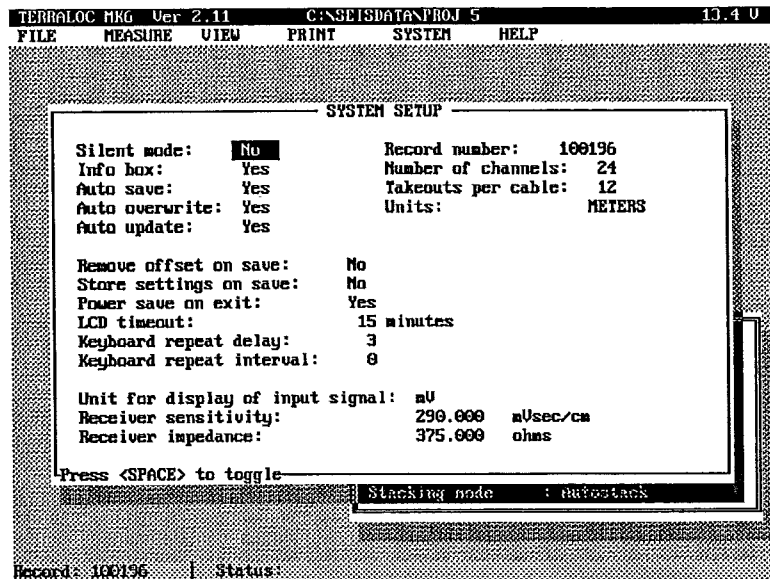 TERRALOC MK6 Ver 2.11 C:\SEISDATA\PROJ_5 13.4 V
FILE MEASURE VIEW PRINT SYSTEM HELP
SYSTEM SETUP
Silent mode: No Record number: 100196
Info box: Yes Number of channels: 24
Auto save: Yes Takeouts per cable: 12
Auto overwrite: Yes Units: METERS
Auto update: Yes
Remove offset on save: No
Store settings on save: No
Power save on exit: Yes
LCD timeout: 15 minutes
Keyboard repeat delay: 3
Keyboard repeat interval: 0
Unit for display of input signal: mV
Receiver sensitivity: 290.000 mVsec/cm
Receiver impedance: 375.000 ohms
Press <SPACE> to toggle
Stacking mode : Autostack
Record: 100196 | Status: